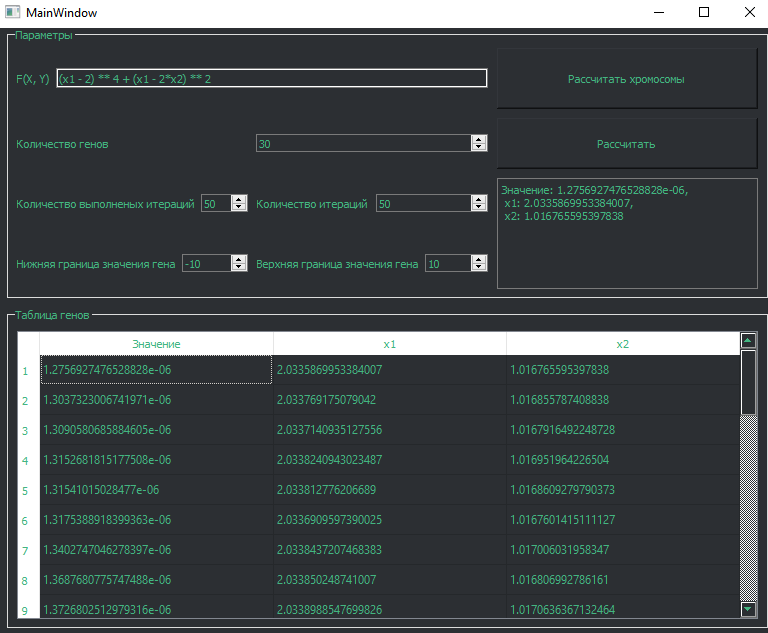 MainWindow
Параметры
F(X, Y) (x1 - 2) ** 4 + (x1 - 2*x2) ** 2
Рассчитать хромосомы
Количество генов 30
Рассчитать
Количество выполненых итераций 50 Количество итераций 50
Значение: 1.2756927476528828e-06,
x1: 2.0335869953384007,
x2: 1.016765595397838
Нижняя граница значения гена -10 Верхняя граница значения гена 10
Таблица генов
Значение x1 x2
1 1.2756927476528828e-06 2.0335869953384007 1.016765595397838
2 1.3037323006741971e-06 2.033769175079042 1.016855787408838
3 1.3090580685884605e-06 2.0337140935127556 1.0167916492248728
4 1.3152681815177508e-06 2.0338240943023487 1.016951964226504
5 1.31541015028477e-06 2.033812776206689 1.0168609279790373
6 1.3175388918399363e-06 2.0336909597390025 1.0167601415111127
7 1.3402747046278397e-06 2.0338437207468383 1.017006031958347
8 1.3687680775747488e-06 2.033850248741007 1.016806992786161
9 1.3726802512979316e-06 2.0338988547699826 1.0170636367132464